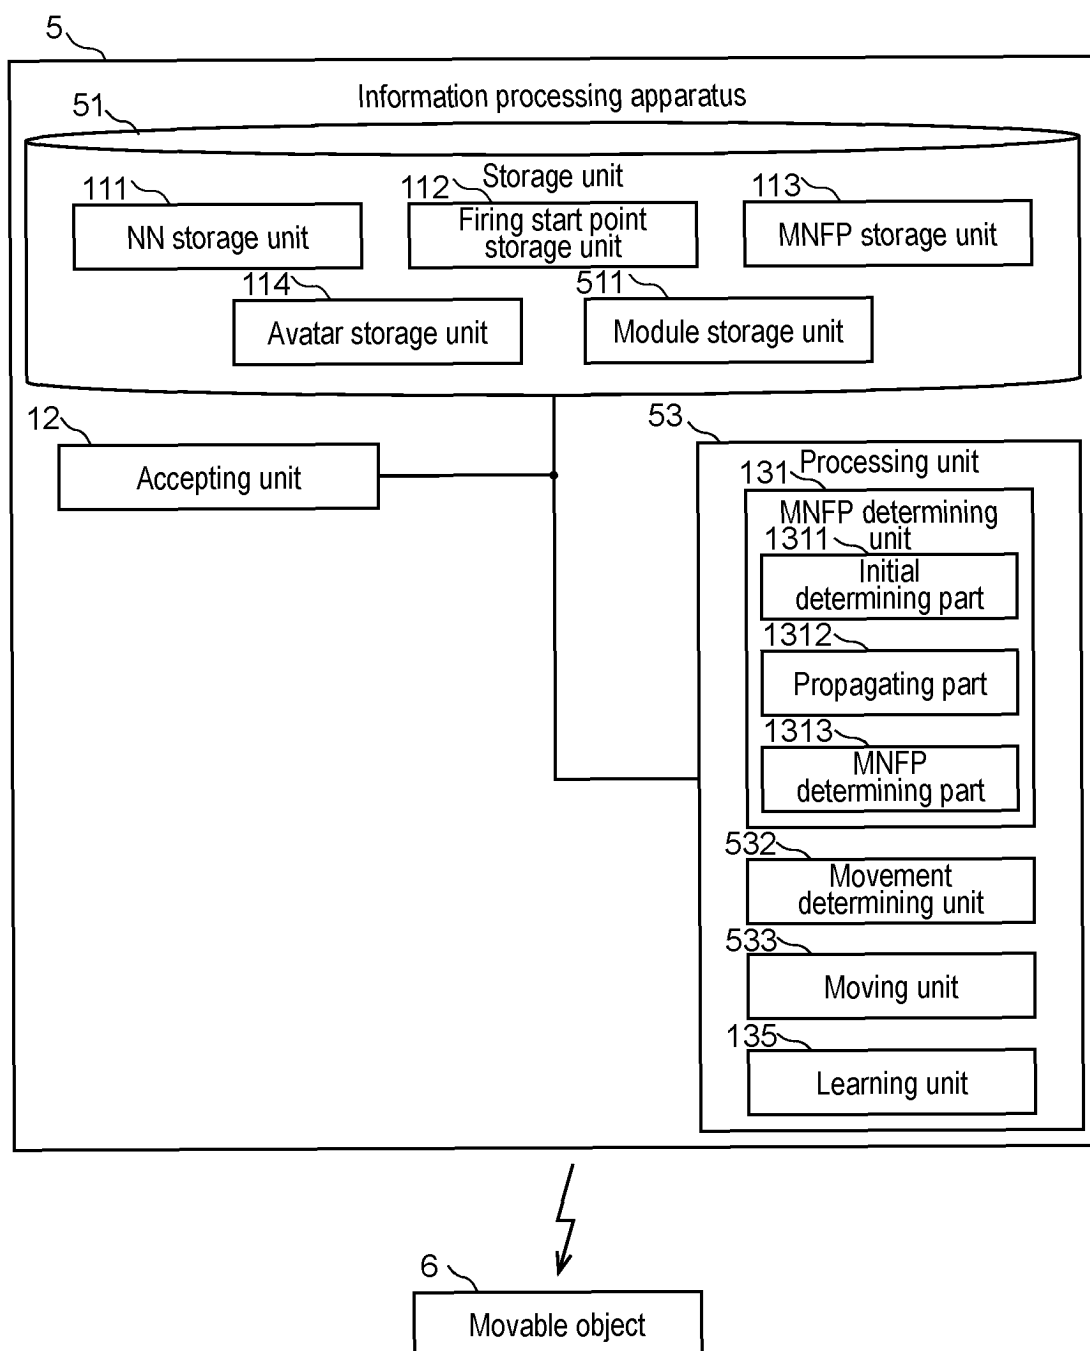 5
Information processing apparatus
51
Storage unit
111
NN storage unit
112
Firing start point
storage unit
113
MNFP storage unit
114
Avatar storage unit
511
Module storage unit
12
Accepting unit
53
Processing unit
131
MNFP determining
unit
1311
Initial
determining part
1312
Propagating part
1313
MNFP
determining part
532
Movement
determining unit
533
Moving unit
135
Learning unit
6
Movable object